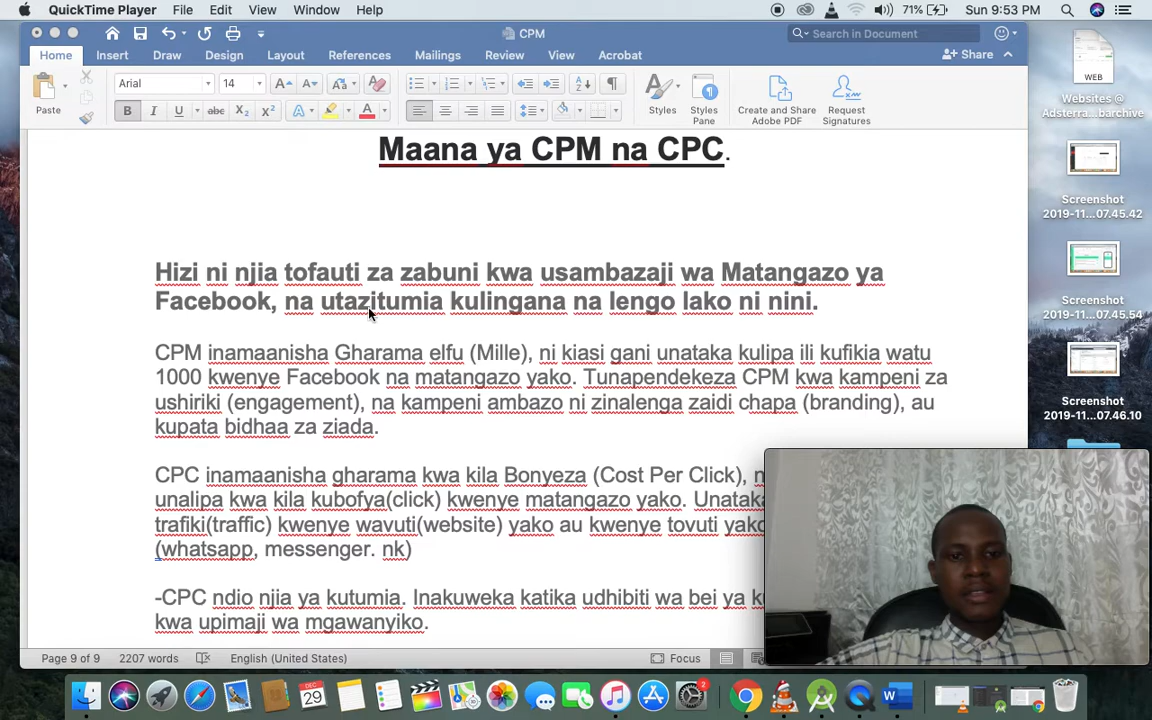 QuickTime Player File Edit View Window Help 71% Sun 9:53 PM
CPM Search in Document
Home Insert Draw Design Layout References Mailings Review View Acrobat Share
Paste Arial 14 Styles Styles Pane Create and Share Adobe PDF Request Signatures
Maana ya CPM na CPC.
Hizi ni njia tofauti za zabuni kwa usambazaji wa Matangazo ya
Facebook, na utazitumia kulingana na lengo lako ni nini.
CPM inamaanisha Gharama elfu (Mille), ni kiasi gani unataka kulipa ili kufikia watu
1000 kwenye Facebook na matangazo yako. Tunapendekeza CPM kwa kampeni za
ushiriki (engagement), na kampeni ambazo ni zinalenga zaidi chapa (branding), au
kupata bidhaa za ziada.
CPC inamaanisha gharama kwa kila Bonyeza (Cost Per Click),
unalipa kwa kila kubofya(click) kwenye matangazo yako. Unataka
trafiki(traffic) kwenye wavuti(website) yako au kwenye tovuti yako
(whatsapp, messenger. nk)
-CPC ndio njia ya kutumia. Inakuweka katika udhibiti wa bei ya
kwa upimaji wa mgawanyiko.
Page 9 of 9 2207 words English (United States) Focus
WEB
Websites @
Adsterra...barchive
Screenshot
2019-11...07.45.42
Screenshot
2019-11...07.45.54
Screenshot
2019-11...07.46.10
DEC
29
2